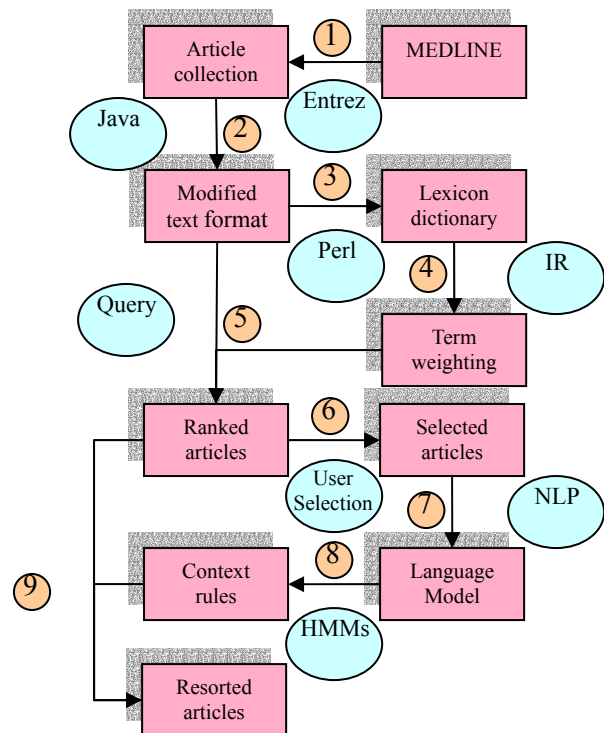 1
Article
collection
MEDLINE
Entrez
Java
2
3
Modified
text format
Lexicon
dictionary
Perl
4
IR
Query
5
Term
weighting
6
Ranked
articles
Selected
articles
User
Selection
7
NLP
8
Context
rules
Language
Model
9
HMMs
Resorted
articles